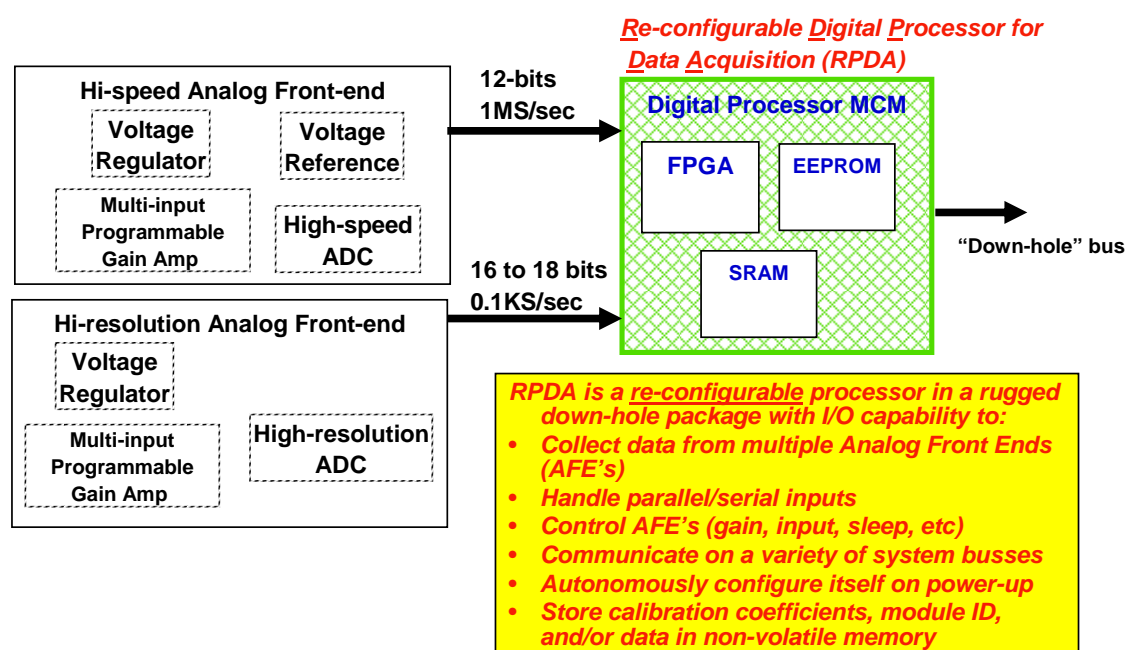 Re-configurable Digital Processor for
Data Acquisition (RPDA)
Hi-speed Analog Front-end
Voltage
Regulator
Voltage
Reference
Multi-input
Programmable
Gain Amp
High-speed
ADC
12-bits
1MS/sec
Digital Processor MCM
FPGA
EEPROM
SRAM
“Down-hole” bus
16 to 18 bits
0.1KS/sec
Hi-resolution Analog Front-end
Voltage
Regulator
Multi-input
Programmable
Gain Amp
High-resolution
ADC
RPDA is a re-configurable processor in a rugged
down-hole package with I/O capability to:
• Collect data from multiple Analog Front Ends
(AFE's)
• Handle parallel/serial inputs
• Control AFE's (gain, input, sleep, etc)
• Communicate on a variety of system busses
• Autonomously configure itself on power-up
• Store calibration coefficients, module ID,
and/or data in non-volatile memory